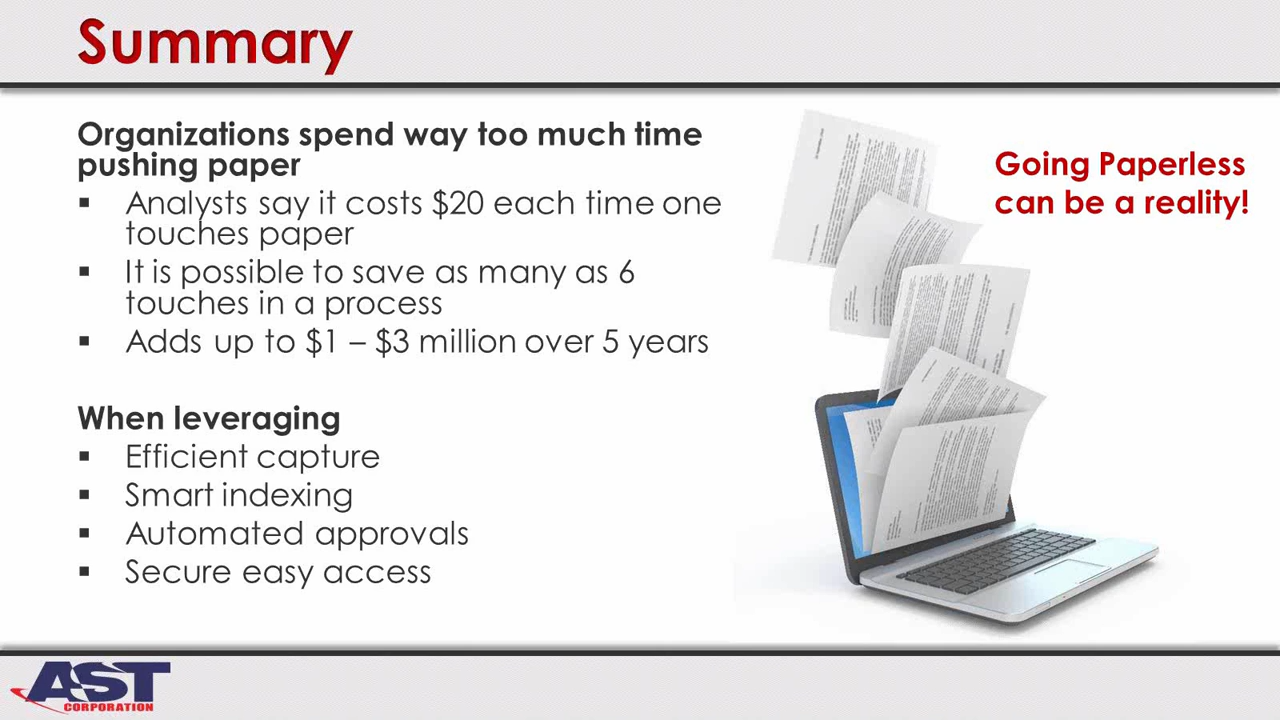 Summary
Organizations spend way too much time
pushing paper
▪ Analysts say it costs $20 each time one
touches paper
▪ It is possible to save as many as 6
touches in a process
▪ Adds up to $1 – $3 million over 5 years
When leveraging
▪ Efficient capture
▪ Smart indexing
▪ Automated approvals
▪ Secure easy access
Going Paperless
can be a reality!
AST
CORPORATION